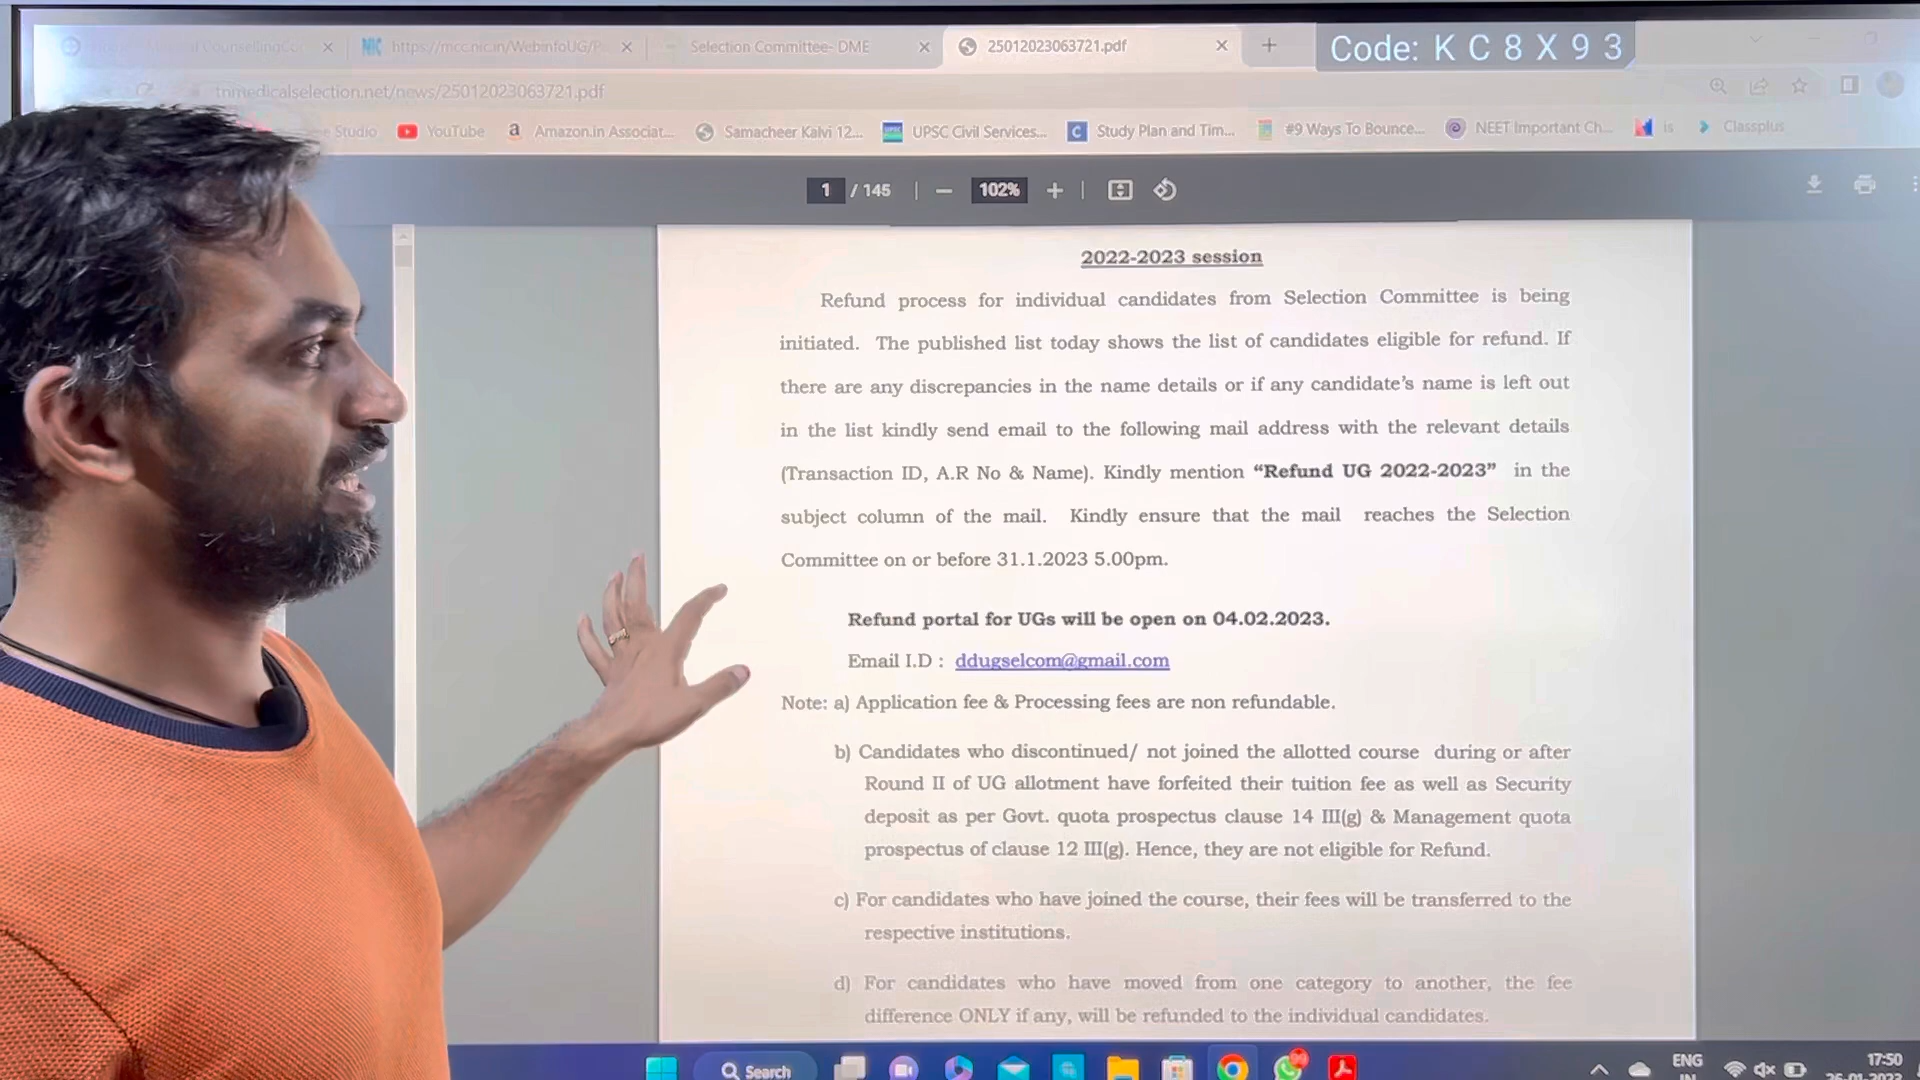 CounsellingCo
https://mcc.nic.in/WebinfoUG/P
Selection Committee- DME
25012023063721.pdf
Code: K C 8 X 9 3
tnmedicalselection.net/news/25012023063721.pdf
Studio
YouTube
Amazon.in Associat...
Samacheer Kalvi 12...
UPSC Civil Services...
Study Plan and Tim...
#9 Ways To Bounce...
NEET Important Ch...
is
Classplus
1 / 145
102%
2022-2023 session
Refund process for individual candidates from Selection Committee is being
initiated. The published list today shows the list of candidates eligible for refund. If
there are any discrepancies in the name details or if any candidate's name is left out
in the list kindly send email to the following mail address with the relevant details
(Transaction ID, A.R No & Name). Kindly mention “Refund UG 2022-2023” in the
subject column of the mail. Kindly ensure that the mail reaches the Selection
Committee on or before 31.1.2023 5.00pm.
Refund portal for UGs will be open on 04.02.2023.
Email I.D : ddugselcom@gmail.com
Note: a) Application fee & Processing fees are non refundable.
b) Candidates who discontinued/ not joined the allotted course during or after
Round II of UG allotment have forfeited their tuition fee as well as Security
deposit as per Govt. quota prospectus clause 14 III(g) & Management quota
prospectus of clause 12 III(g). Hence, they are not eligible for Refund.
c) For candidates who have joined the course, their fees will be transferred to the
respective institutions.
d) For candidates who have moved from one category to another, the fee
difference ONLY if any, will be refunded to the individual candidates.
Search
ENG
IN
17:50
26-01-2023